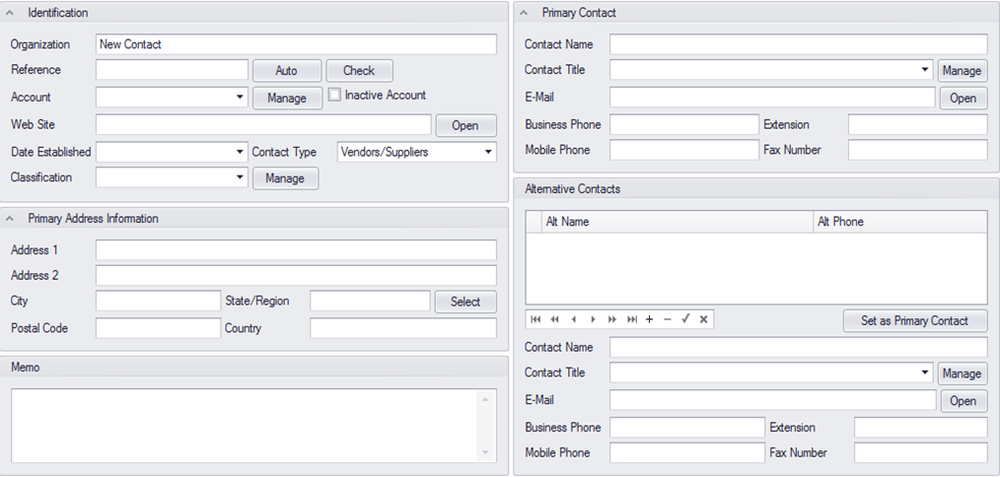 Identification
Organization New Contact
Reference Auto Check
Account Manage Inactive Account
Web Site Open
Date Established Contact Type Vendors/Suppliers
Classification Manage
Primary Address Information
Address 1
Address 2
City State/Region Select
Postal Code Country
Memo
Primary Contact
Contact Name
Contact Title Manage
E-Mail Open
Business Phone Extension
Mobile Phone Fax Number
Alternative Contacts
Alt Name Alt Phone
Set as Primary Contact
Contact Name
Contact Title Manage
E-Mail Open
Business Phone Extension
Mobile Phone Fax Number